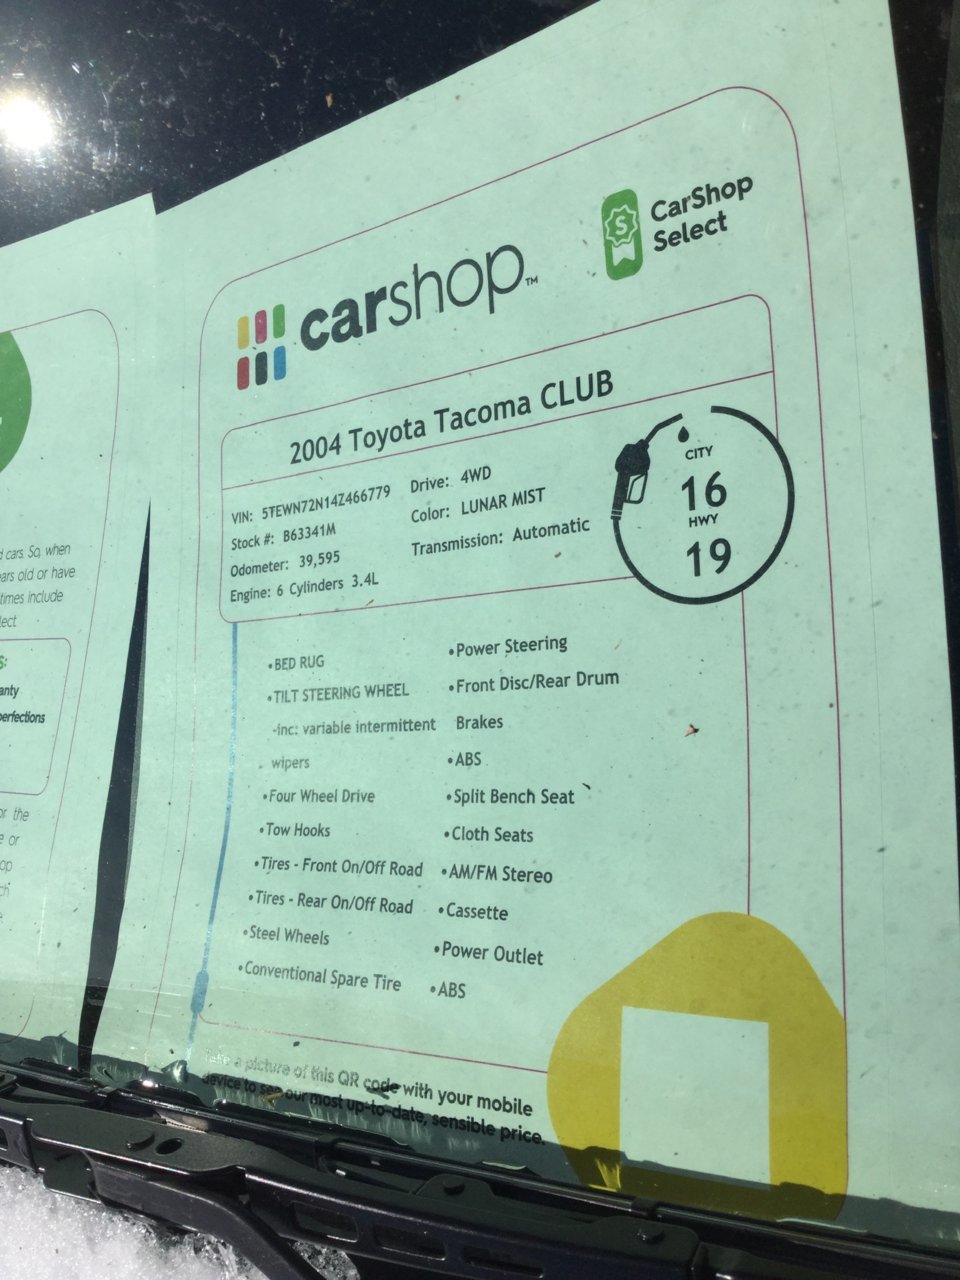 carshop™
S
CarShop
Select
2004 Toyota Tacoma CLUB
VIN: 5TEWN72N14Z466779
Stock #: B63341M
Odometer: 39,595
Engine: 6 Cylinders 3.4L
Drive: 4WD
Color: LUNAR MIST
Transmission: Automatic
CITY
16
HWY
19
•BED RUG
•TILT STEERING WHEEL
-inc: variable intermittent
wipers
•Four Wheel Drive
•Tow Hooks
•Tires - Front On/Off Road
•Tires - Rear On/Off Road
•Steel Wheels
•Conventional Spare Tire
•Power Steering
•Front Disc/Rear Drum
Brakes
•ABS
•Split Bench Seat
•Cloth Seats
•AM/FM Stereo
•Cassette
•Power Outlet
•ABS
Take a picture of this QR code with your mobile
device to see our most up-to-date, sensible price.
cars. So, when
old or have
times include
for the
or